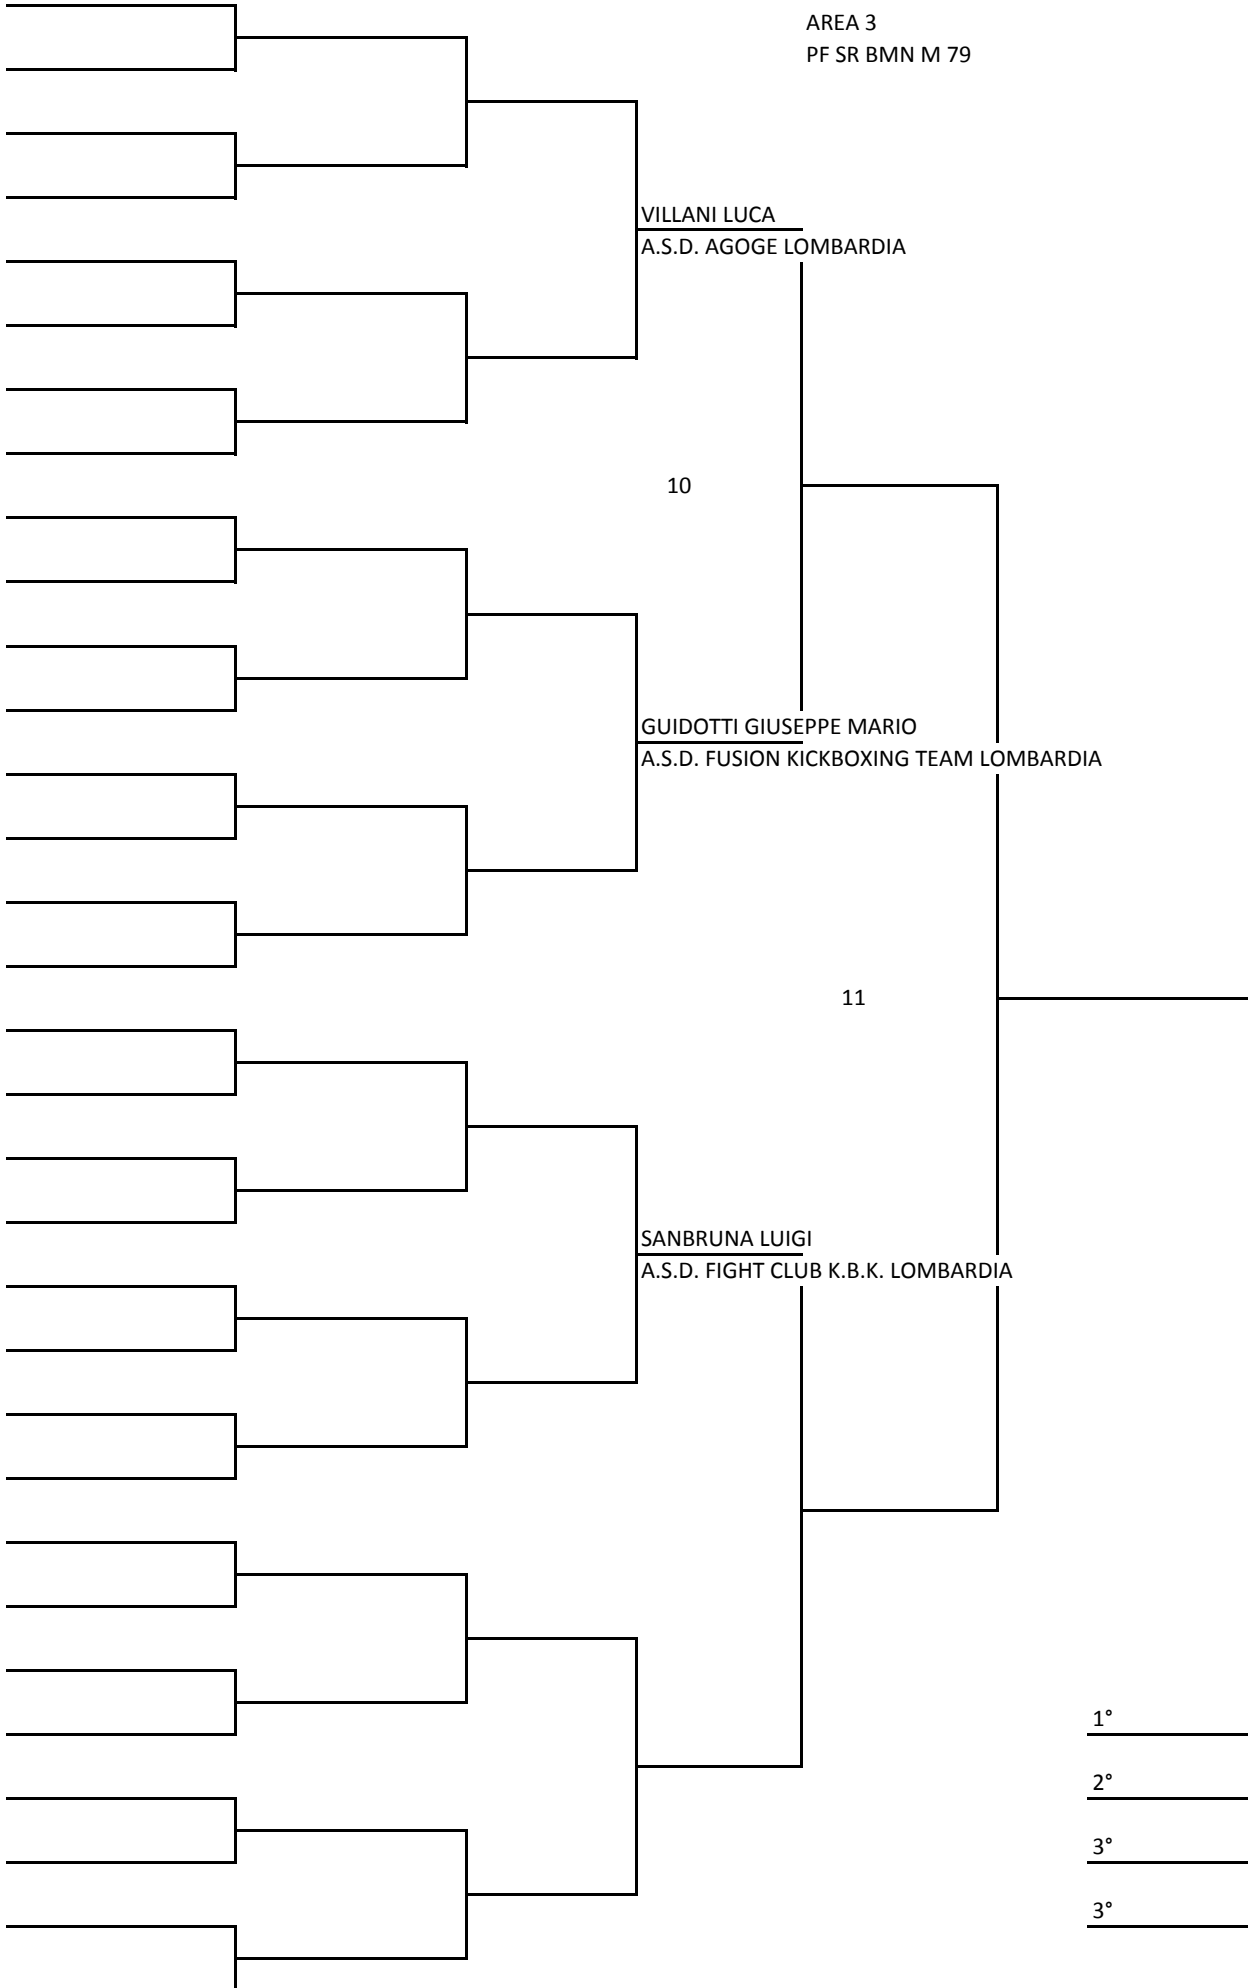 AREA 3
PF SR BMN M 79
VILLANI LUCA
A.S.D. AGOGE LOMBARDIA
10
GUIDOTTI GIUSEPPE MARIO
A.S.D. FUSION KICKBOXING TEAM LOMBARDIA
11
SANBRUNA LUIGI
A.S.D. FIGHT CLUB K.B.K. LOMBARDIA
1°
2°
3°
3°